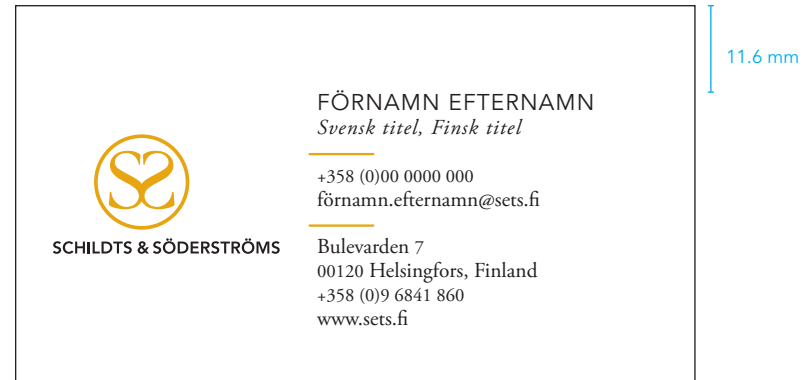 11.6 mm
FÖRNAMN EFTERNAMN
Svensk titel, Finsk titel
+358 (0)00 0000 000
förnamn.efternamn@sets.fi
SS
SCHILDTS & SÖDERSTRÖMS
Bulevarden 7
00120 Helsingfors, Finland
+358 (0)9 6841 860
www.sets.fi